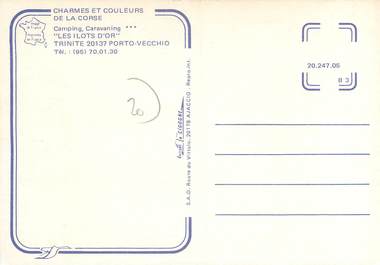 CHARMES ET COULEURS
DE LA CORSE
Camping, Caravaning ***
"LES ILOTS D'OR"
TRINITE 20137 PORTO-VECCHIO
Tél. : (95) 70.01.30
20
S.A.D. Route du Vittulo, 20178 AJACCIO - Repro. Int.
20.247.05
B 3